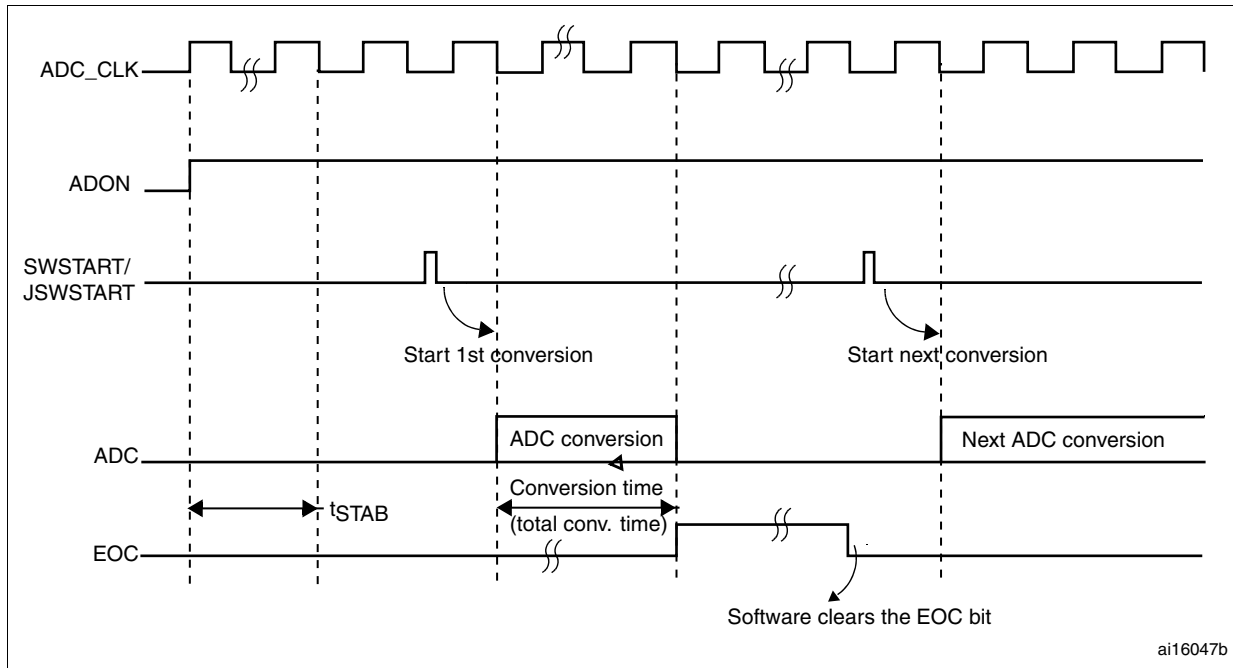 ADC_CLK
ADON
SWSTART/
JSWSTART
Start 1st conversion
Start next conversion
ADC
ADC conversion
Next ADC conversion
Conversion time
(total conv. time)
tSTAB
EOC
Software clears the EOC bit
ai16047b